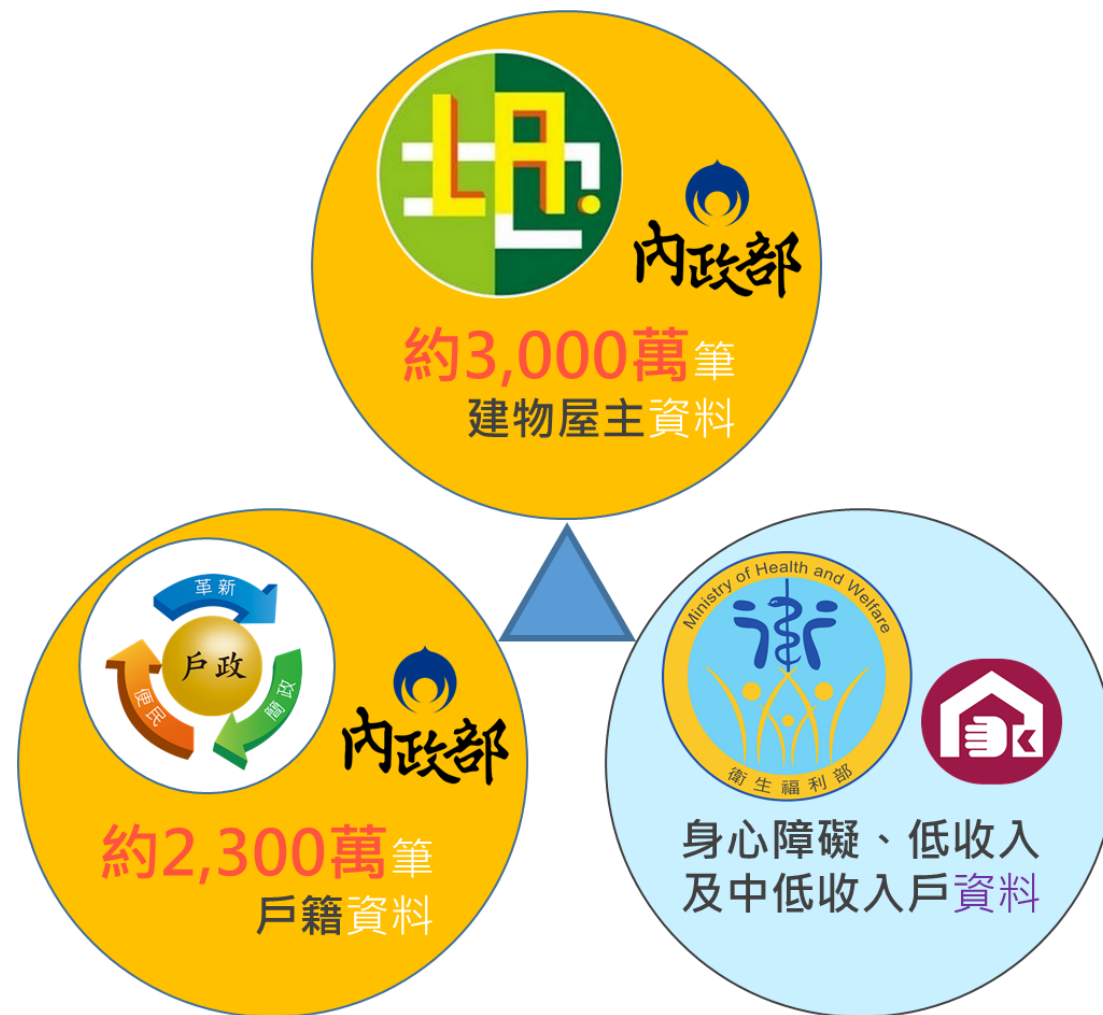 地
內政部
約3,000萬筆
建物屋主資料
革新
戶政
便民
簡政
內政部
約2,300萬筆
戶籍資料
Ministry of Health and Welfare
衛生福利部
身心障礙、低收入
及中低收入戶資料